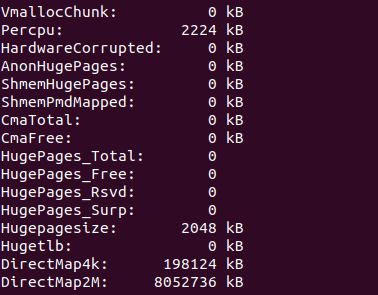 VmallocChunk:          0 kB
Percpu:             2224 kB
HardwareCorrupted:     0 kB
AnonHugePages:         0 kB
ShmemHugePages:        0 kB
ShmemPmdMapped:        0 kB
CmaTotal:              0 kB
CmaFree:               0 kB
HugePages_Total:       0
HugePages_Free:        0
HugePages_Rsvd:        0
HugePages_Surp:        0
Hugepagesize:       2048 kB
Hugetlb:               0 kB
DirectMap4k:      198124 kB
DirectMap2M:     8052736 kB